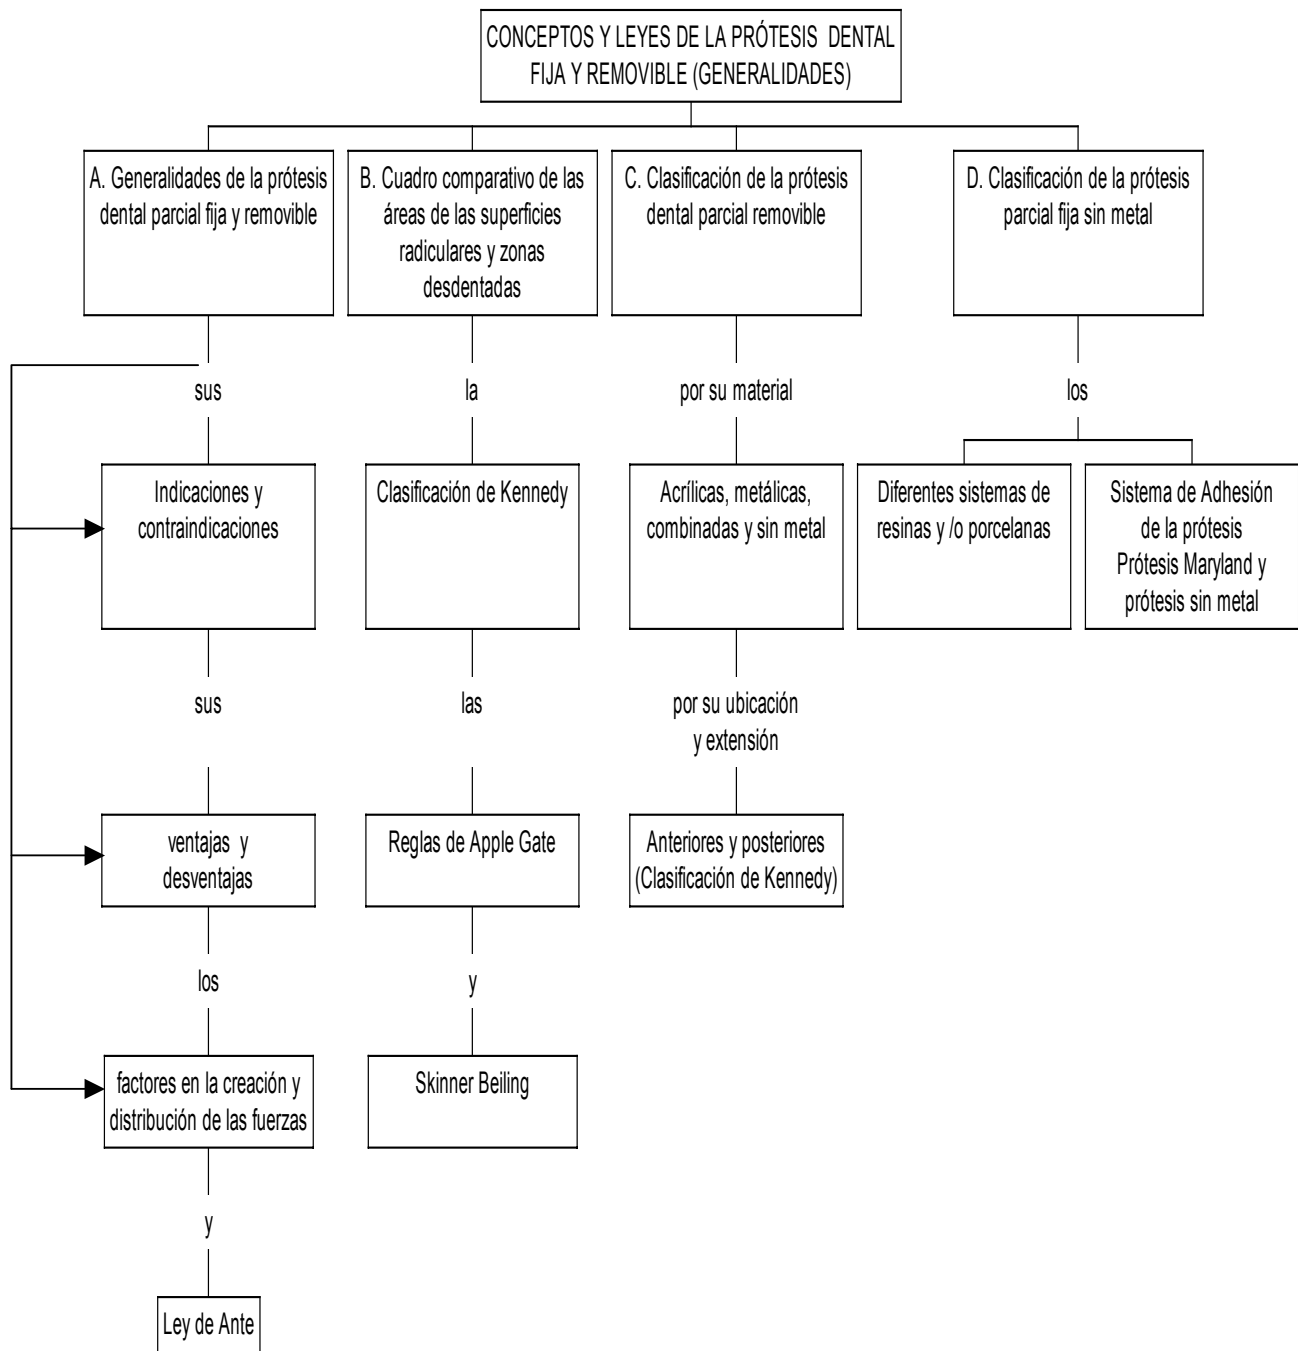 CONCEPTOS Y LEYES DE LA PRÓTESIS DENTAL
FIJA Y REMOVIBLE (GENERALIDADES)
A. Generalidades de la prótesis
dental parcial fija y removible
B. Cuadro comparativo de las
áreas de las superficies
radiculares y zonas
desdentadas
C. Clasificación de la prótesis
dental parcial removible
D. Clasificación de la prótesis
parcial fija sin metal
sus
la
por su material
los
Indicaciones y
contraindicaciones
Clasificación de Kennedy
Acrílicas, metálicas,
combinadas y sin metal
Diferentes sistemas de
resinas y /o porcelanas
Sistema de Adhesión
de la prótesis
Prótesis Maryland y
prótesis sin metal
sus
las
por su ubicación
y extensión
ventajas y
desventajas
Reglas de Apple Gate
Anteriores y posteriores
(Clasificación de Kennedy)
los
y
factores en la creación y
distribución de las fuerzas
Skinner Beiling
y
Ley de Ante